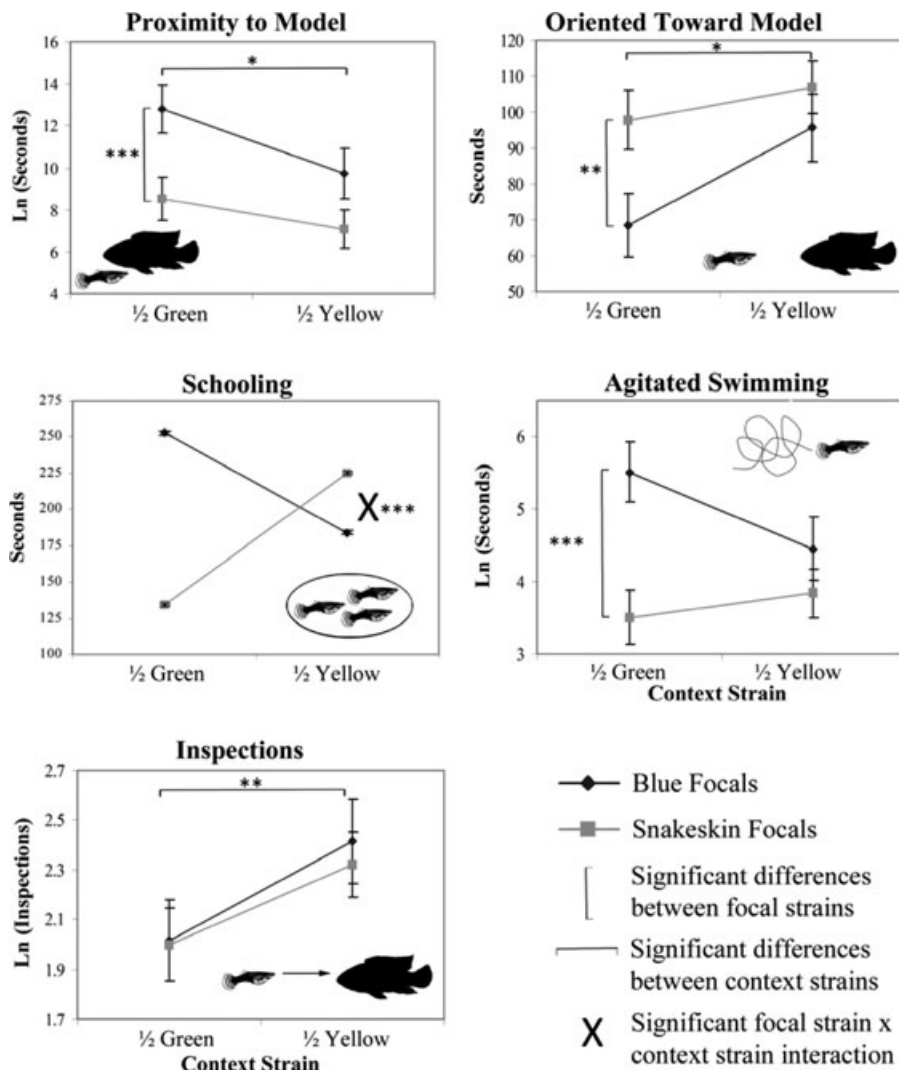 Proximity to Model
Ln (Seconds)
16
14
12
10
8
6
4
*
***
½ Green
½ Yellow
Oriented Toward Model
Seconds
120
110
100
90
80
70
60
50
*
**
½ Green
½ Yellow
Schooling
Seconds
275
250
225
200
175
150
125
100
X***
½ Green
½ Yellow
Agitated Swimming
Ln (Seconds)
6
5
4
3
***
½ Green
½ Yellow
Context Strain
Inspections
Ln (Inspections)
2.7
2.5
2.3
2.1
1.9
1.7
**
½ Green
½ Yellow
Context Strain
Blue Focals
Snakeskin Focals
Significant differences
between focal strains
Significant differences
between context strains
X Significant focal strain x
context strain interaction